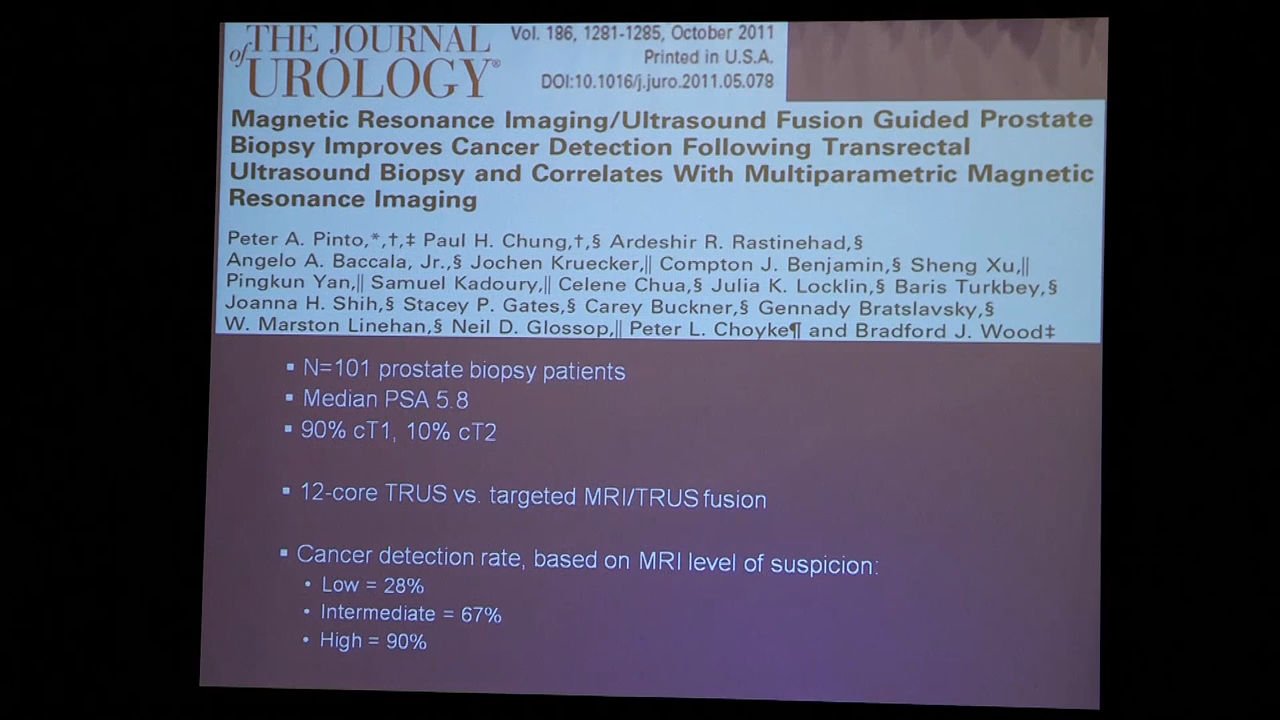 THE JOURNAL
of UROLOGY®
Vol. 186, 1281-1285, October 2011
Printed in U.S.A.
DOI:10.1016/j.juro.2011.05.078
Magnetic Resonance Imaging/Ultrasound Fusion Guided Prostate
Biopsy Improves Cancer Detection Following Transrectal
Ultrasound Biopsy and Correlates With Multiparametric Magnetic
Resonance Imaging
Peter A. Pinto,*,†,‡ Paul H. Chung,†,§ Ardeshir R. Rastinehad,§
Angelo A. Baccala, Jr.,§ Jochen Kruecker,‖ Compton J. Benjamin,§ Sheng Xu,‖
Pingkun Yan,‖ Samuel Kadoury,‖ Celene Chua,§ Julia K. Locklin,§ Baris Turkbey,§
Joanna H. Shih,§ Stacey P. Gates,§ Carey Buckner,§ Gennady Bratslavsky,§
W. Marston Linehan,§ Neil D. Glossop,‖ Peter L. Choyke¶ and Bradford J. Wood‡
▪ N=101 prostate biopsy patients
▪ Median PSA 5.8
▪ 90% cT1, 10% cT2
▪ 12-core TRUS vs. targeted MRI/TRUS fusion
▪ Cancer detection rate, based on MRI level of suspicion:
• Low = 28%
• Intermediate = 67%
• High = 90%